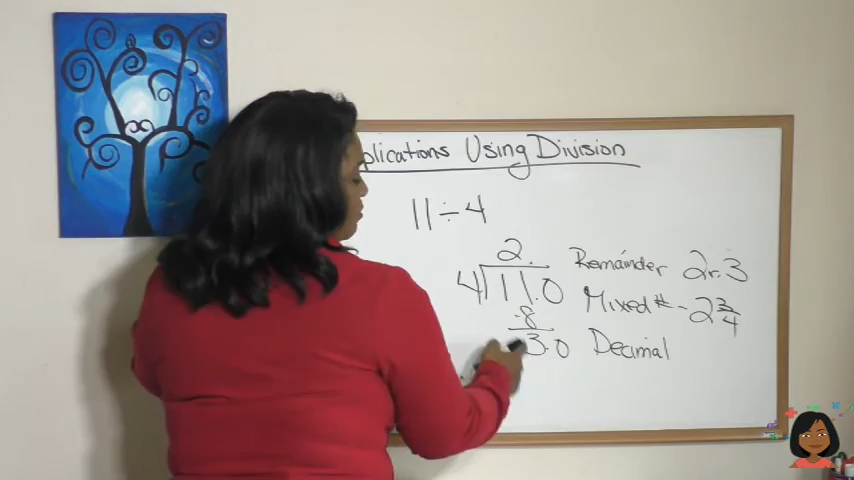 plications Using Division
11 ÷ 4
2.
4 11.0
-8
3.0
Remainder 2r.3
Mixed # - 2 3/4
Decimal